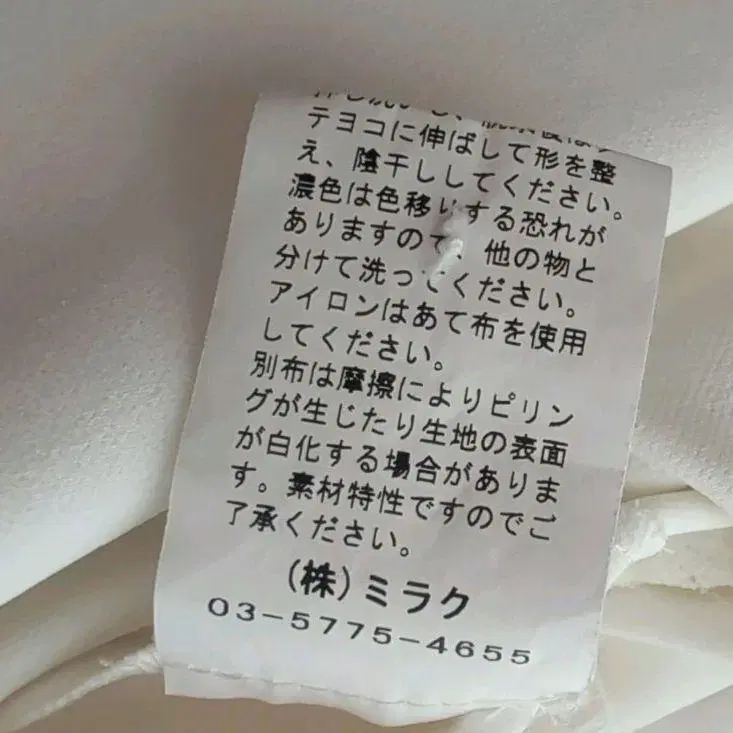 テヨコに伸ばして形を整
え、陰干ししてください。
濃色は色移りする恐れが
ありますので、他の物と
分けて洗ってください。
アイロンはあて布を使用
してください。
別布は摩擦によりピリン
グが生じたり生地の表面
が白化する場合がありま
す。素材特性ですのでご
了承ください。
(株)ミラク
03-5775-4655